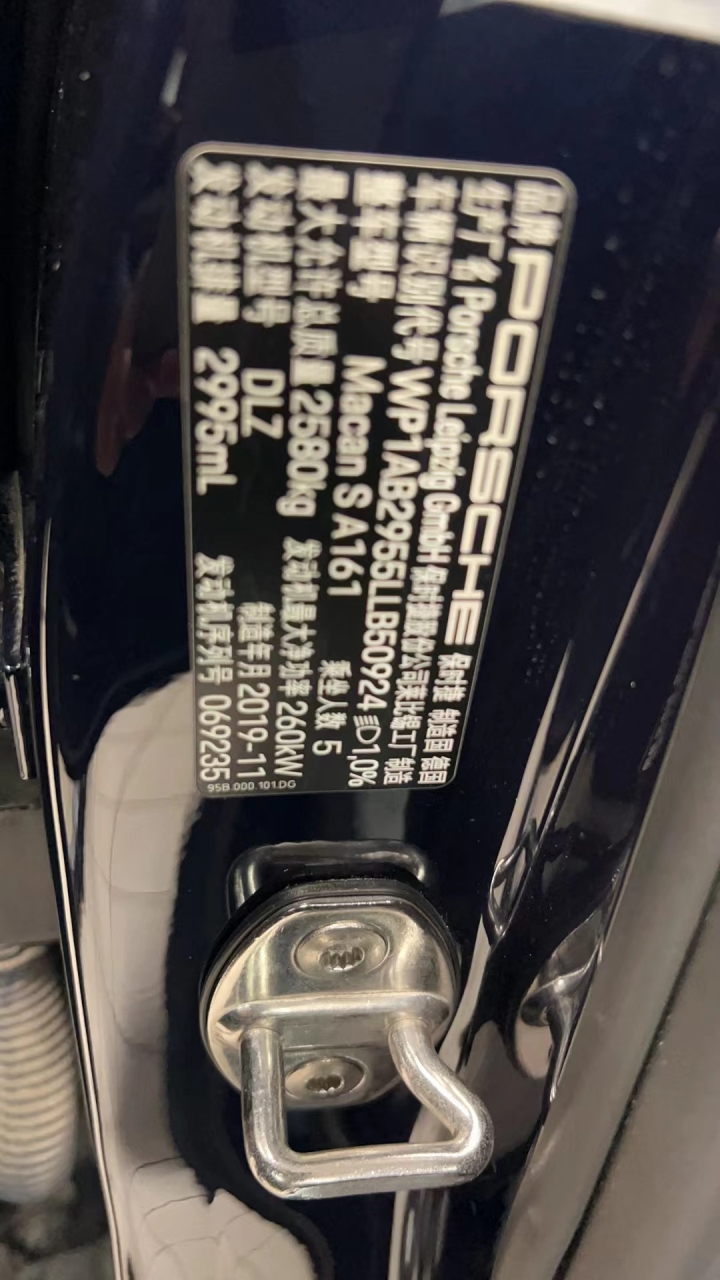 品牌 PORSCHE 保时捷 制造国 德国
生产厂名 Porsche Leipzig GmbH 保时捷股份公司莱比锡工厂 制造
车辆识别代号 WP1AB2955LLB50924 1,0%
整车型号 Macan S A161 乘坐人数 5
最大允许总质量 2580kg 发动机最大净功率 260kW
发动机型号 DLZ 制造年月 2019-11
发动机排量 2995mL 发动机序列号 069235
95B.000.101.DG